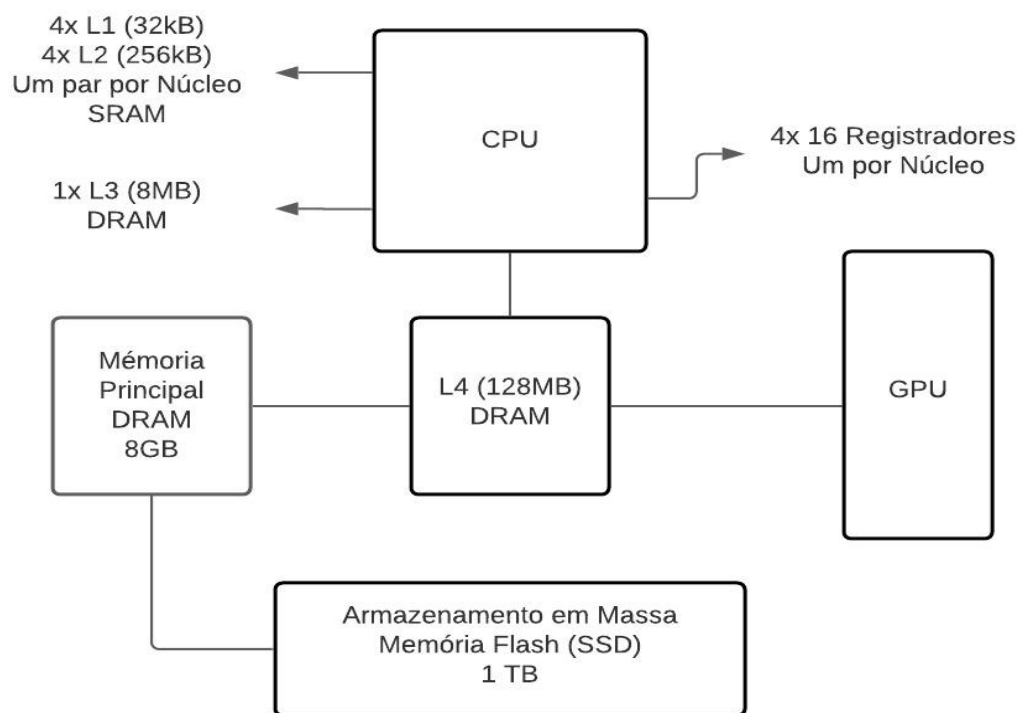 4x L1 (32kB)
4x L2 (256kB)
Um par por Núcleo
SRAM
CPU
4x 16 Registradores
Um por Núcleo
1x L3 (8MB)
DRAM
Mémoria
Principal
DRAM
8GB
L4 (128MB)
DRAM
GPU
Armazenamento em Massa
Memória Flash (SSD)
1 TB